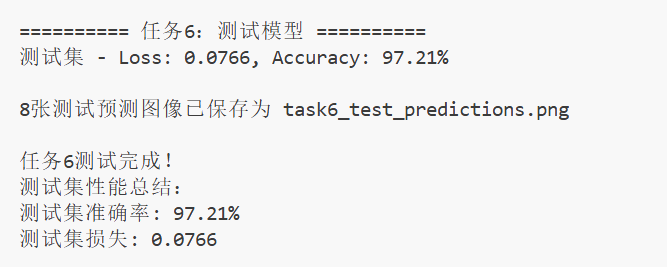 ========== 任务6：测试模型 ==========
测试集 - Loss: 0.0766, Accuracy: 97.21%
8张测试预测图像已保存为 task6_test_predictions.png
任务6测试完成！
测试集性能总结：
测试集准确率: 97.21%
测试集损失: 0.0766